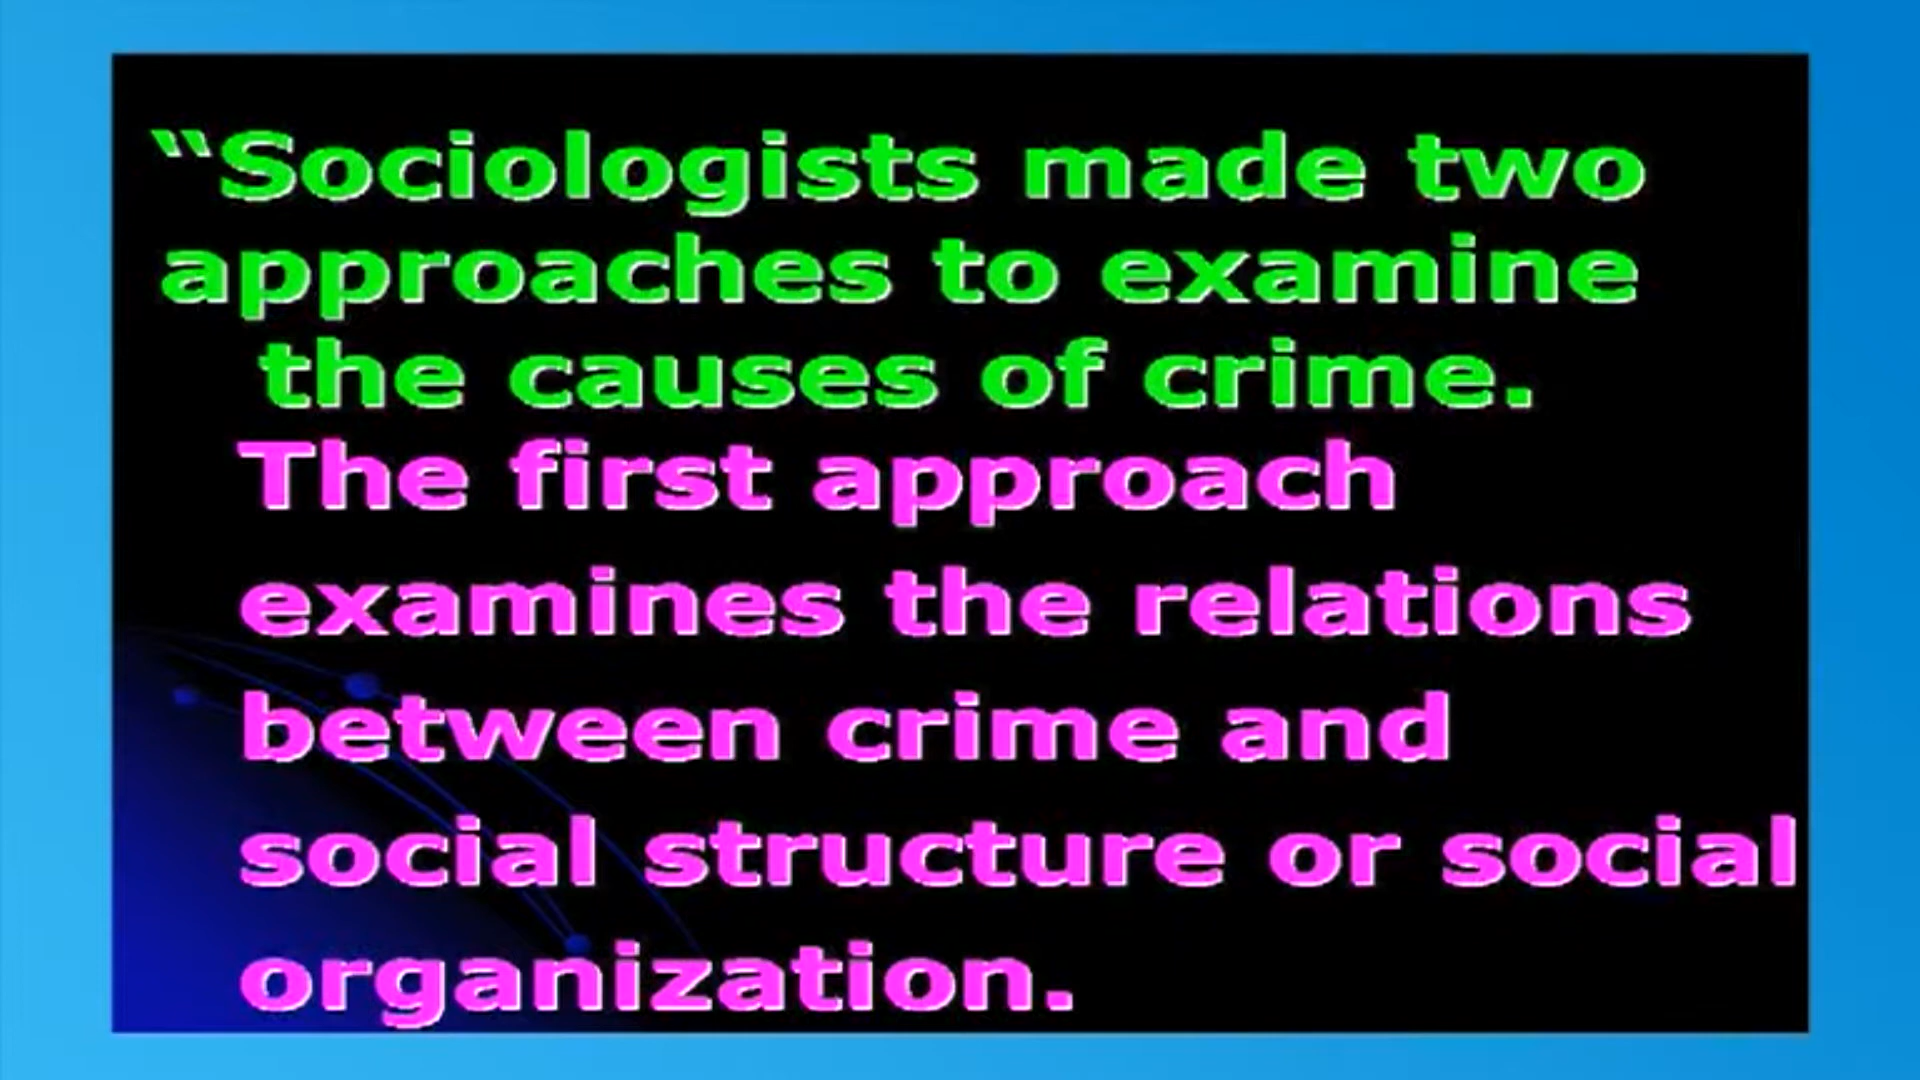 “Sociologists made two
approaches to examine
the causes of crime.
The first approach
examines the relations
between crime and
social structure or social
organization.